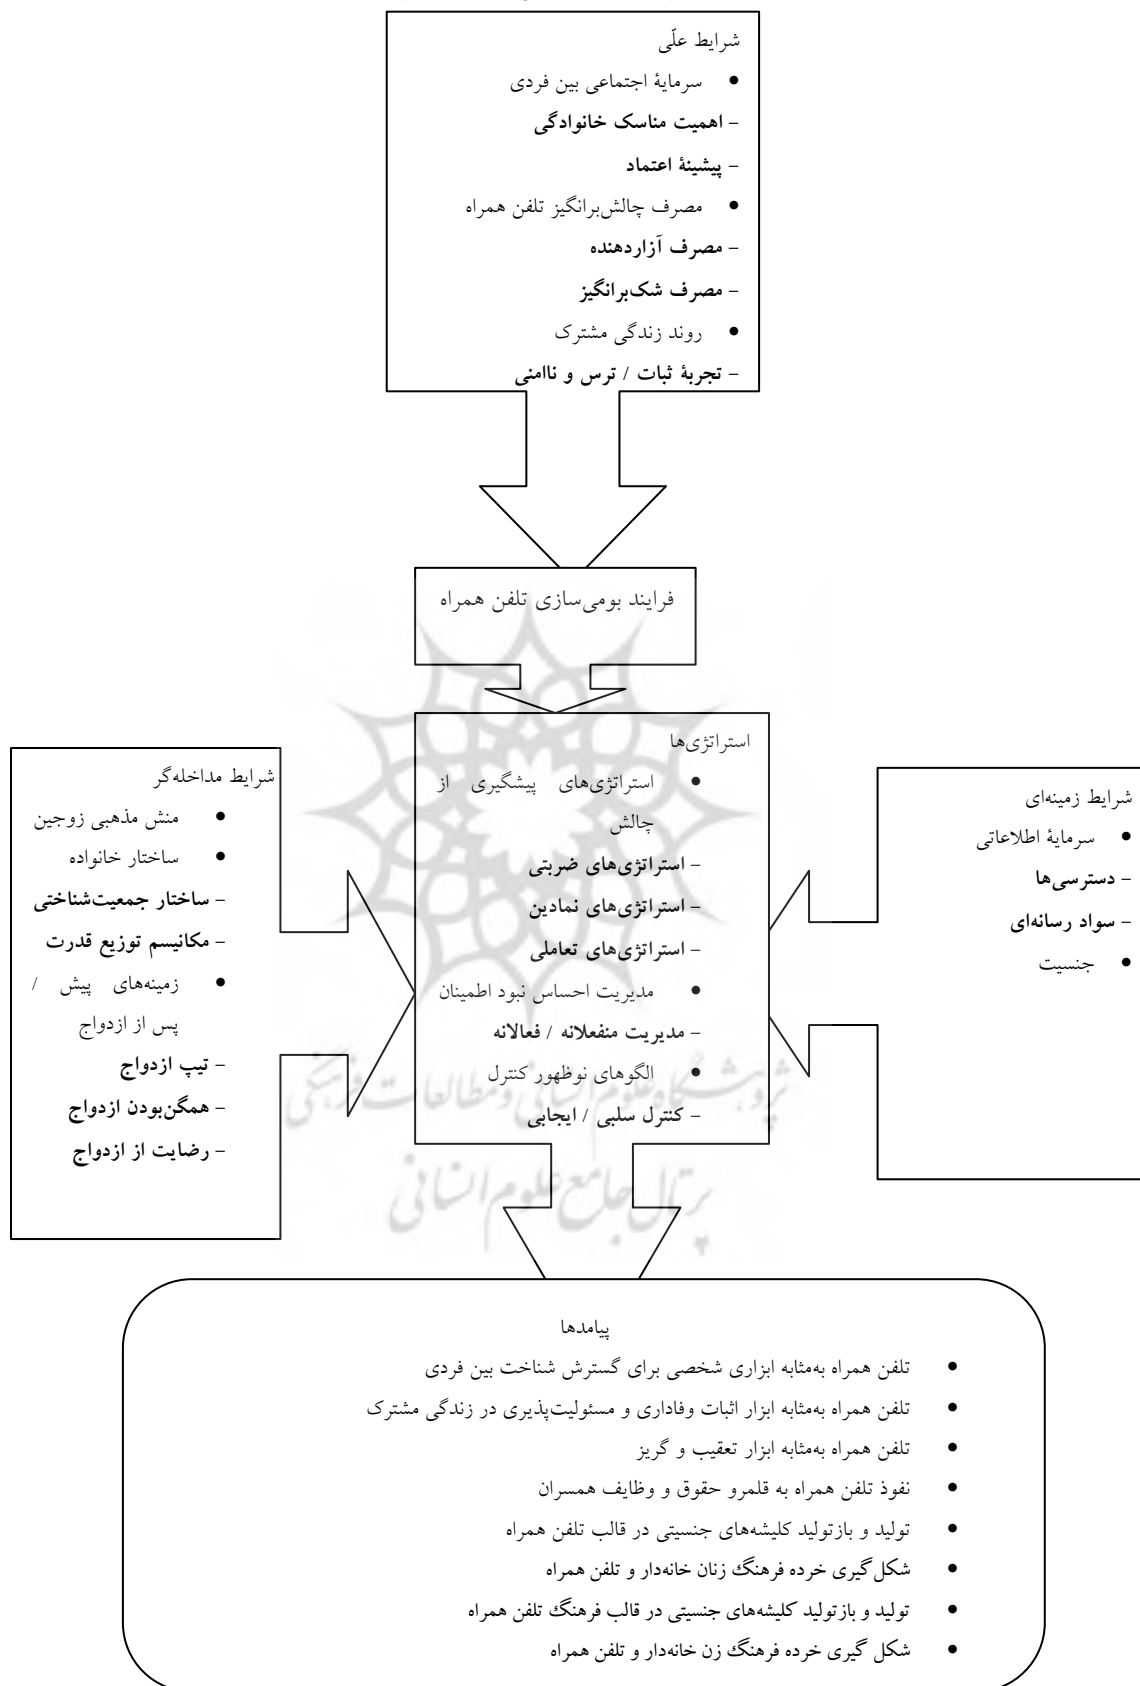 شرایط علّی
• سرمایهٔ اجتماعی بین فردی
- اهمیت مناسک خانوادگی
- پیشینهٔ اعتماد
• مصرف چالش‌برانگیز تلفن همراه
- مصرف آزاردهنده
- مصرف شک‌برانگیز
• روند زندگی مشترک
- تجربهٔ ثبات / ترس و ناامنی
فرایند بومی‌سازی تلفن همراه
شرایط زمینه‌ای
• سرمایهٔ اطلاعاتی
- دسترسی‌ها
- سواد رسانه‌ای
• جنسیت
استراتژی‌ها
• استراتژی‌های پیشگیری از
چالش
- استراتژی‌های ضربتی
- استراتژی‌های نمادین
- استراتژی‌های تعاملی
• مدیریت احساس نبود اطمینان
- مدیریت منفعلانه / فعالانه
• الگوهای نوظهور کنترل
- کنترل سلبی / ایجابی
شرایط مداخله‌گر
• منش مذهبی زوجین
• ساختار خانواده
- ساختار جمعیت‌شناختی
- مکانیسم توزیع قدرت
• زمینه‌های پیش /
پس از ازدواج
- تیپ ازدواج
- همگن‌بودن ازدواج
- رضایت از ازدواج
پژوهشگاه علوم انسانی و مطالعات فرهنگی
پرتال جامع علوم انسانی
پیامدها
• تلفن همراه به‌مثابه ابزاری شخصی برای گسترش شناخت بین فردی
• تلفن همراه به‌مثابه ابزار اثبات وفاداری و مسئولیت‌پذیری در زندگی مشترک
• تلفن همراه به‌مثابه ابزار تعقیب و گریز
• نفوذ تلفن همراه به قلمرو حقوق و وظایف همسران
• تولید و بازتولید کلیشه‌های جنسیتی در قالب تلفن همراه
• شکل‌گیری خرده فرهنگ زنان خانه‌دار و تلفن همراه
• تولید و بازتولید کلیشه‌های جنسیتی در قالب فرهنگ تلفن همراه
• شکل گیری خرده فرهنگ زن خانه‌دار و تلفن همراه